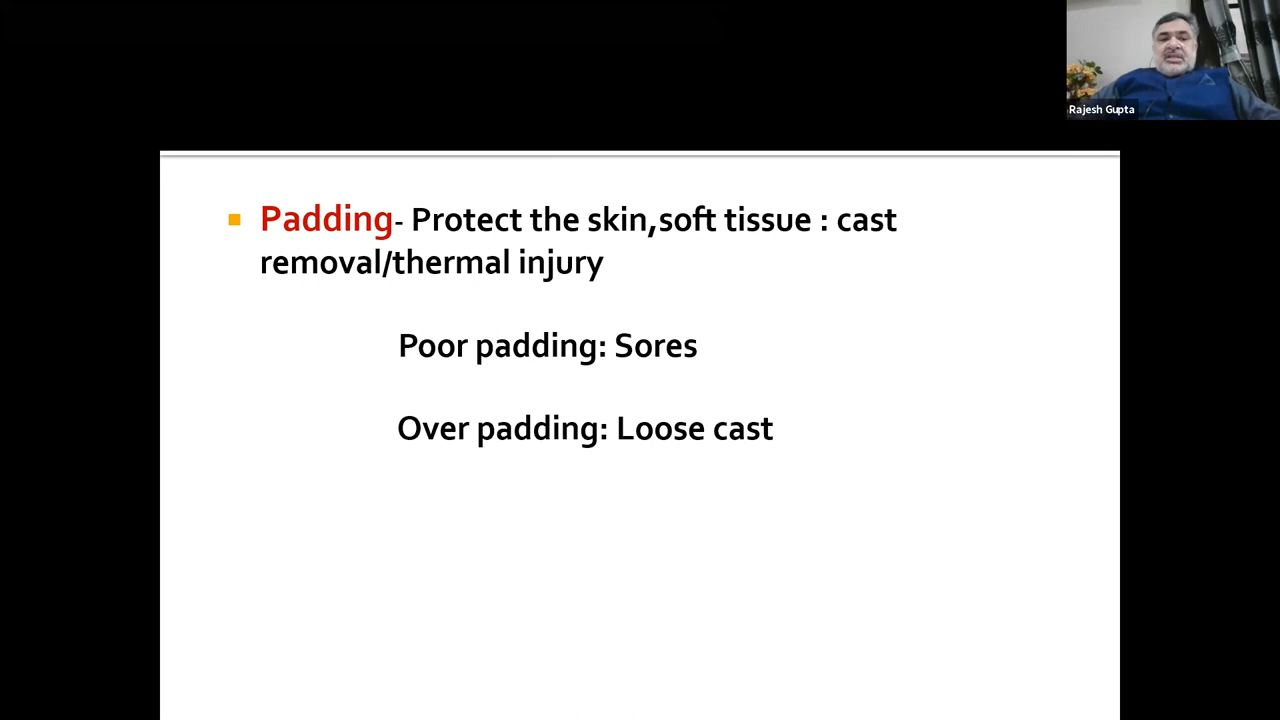 Rajesh Gupta
Padding- Protect the skin,soft tissue : cast
removal/thermal injury
Poor padding: Sores
Over padding: Loose cast